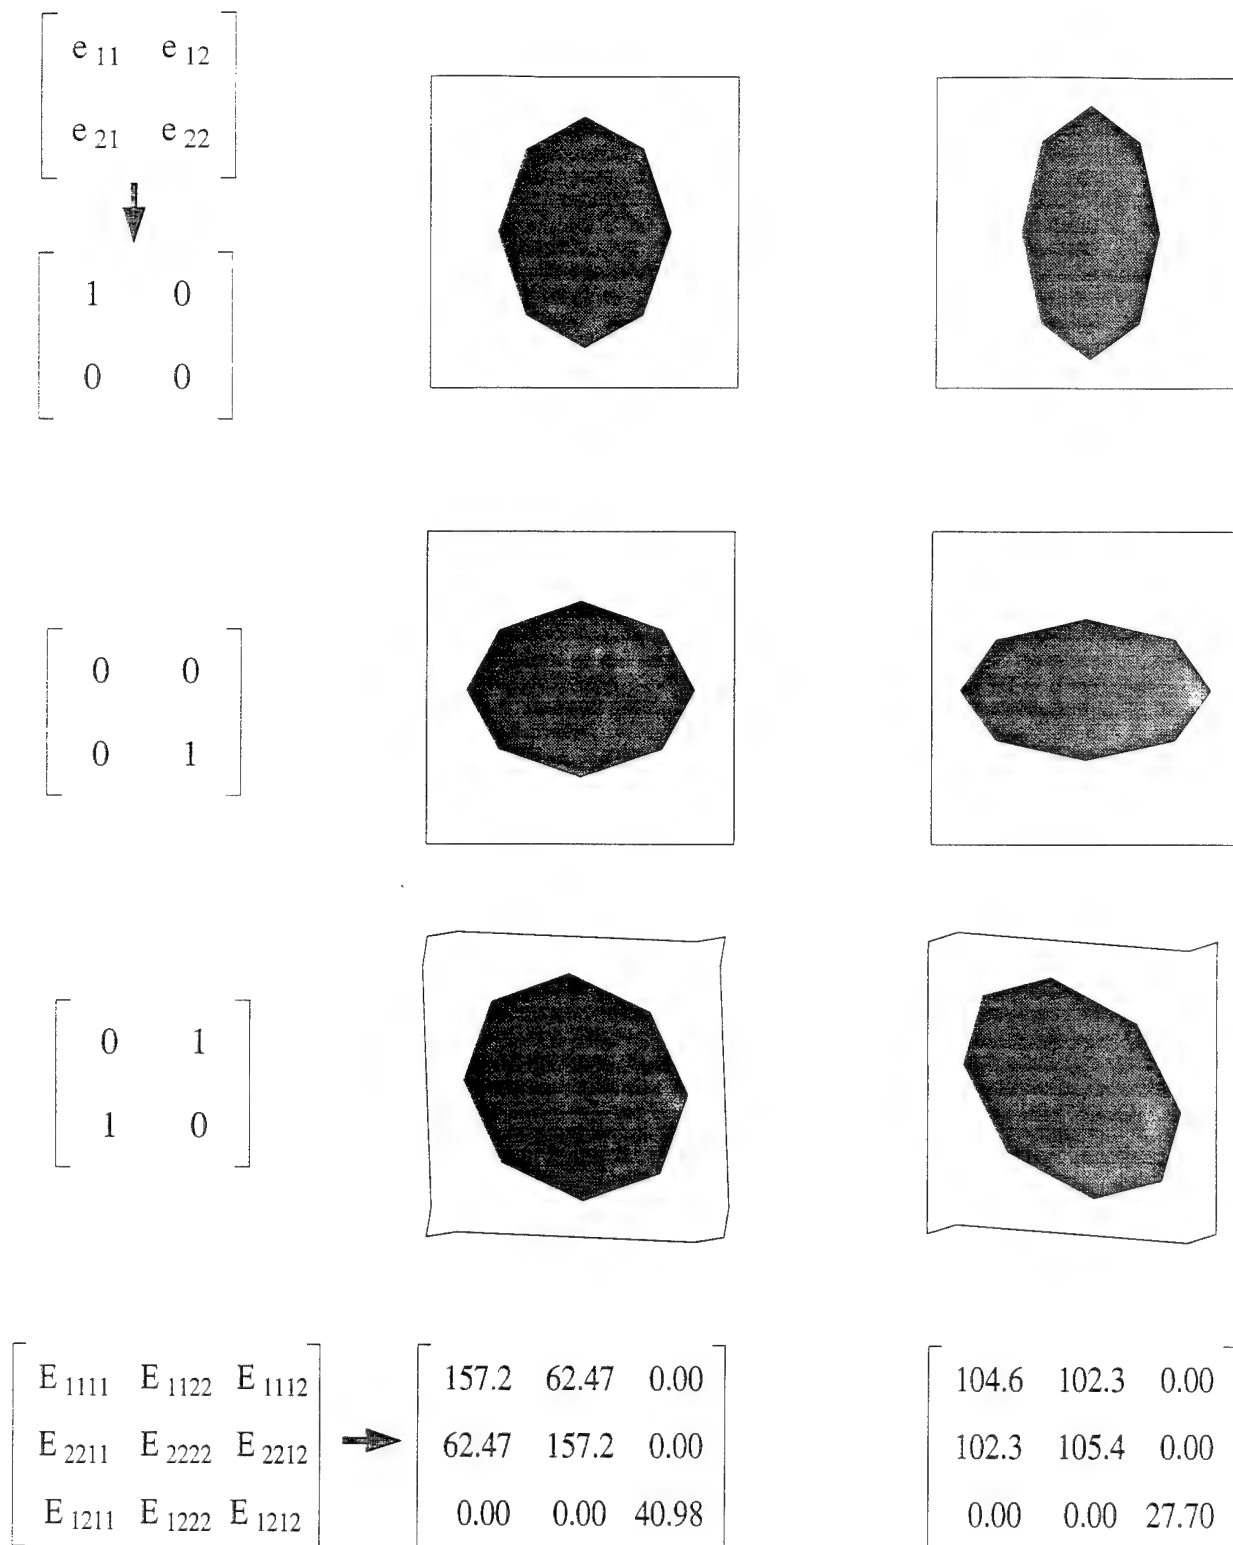 e 11 e 12
e 21 e 22
1 0
0 0
0 0
0 1
0 1
1 0
E 1111 E 1122 E 1112
E 2211 E 2222 E 2212
E 1211 E 1222 E 1212
157.2 62.47 0.00
62.47 157.2 0.00
0.00 0.00 40.98
104.6 102.3 0.00
102.3 105.4 0.00
0.00 0.00 27.70